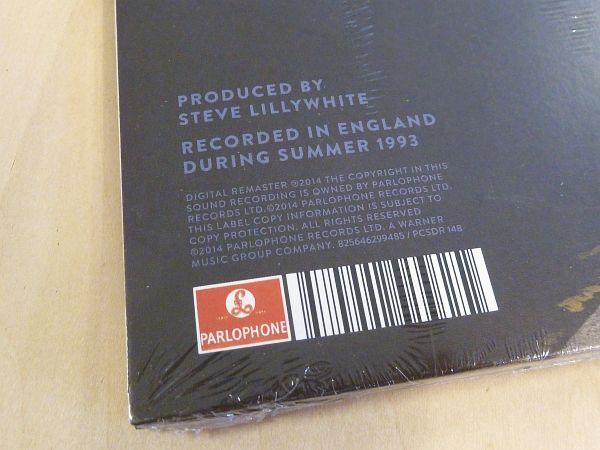 PRODUCED BY
STEVE LILLYWHITE
RECORDED IN ENGLAND
DURING SUMMER 1993
DIGITAL REMASTER ℗2014 THE COPYRIGHT IN THIS
SOUND RECORDING IS OWNED BY PARLOPHONE
RECORDS LTD.©2014 PARLOPHONE RECORDS LTD.
THIS LABEL COPY INFORMATION IS SUBJECT TO
COPY PROTECTION. ALL RIGHTS RESERVED
©2014 PARLOPHONE RECORDS LTD. A WARNER
MUSIC GROUP COMPANY. 825646299485 / PCSDR 148
PARLOPHONE